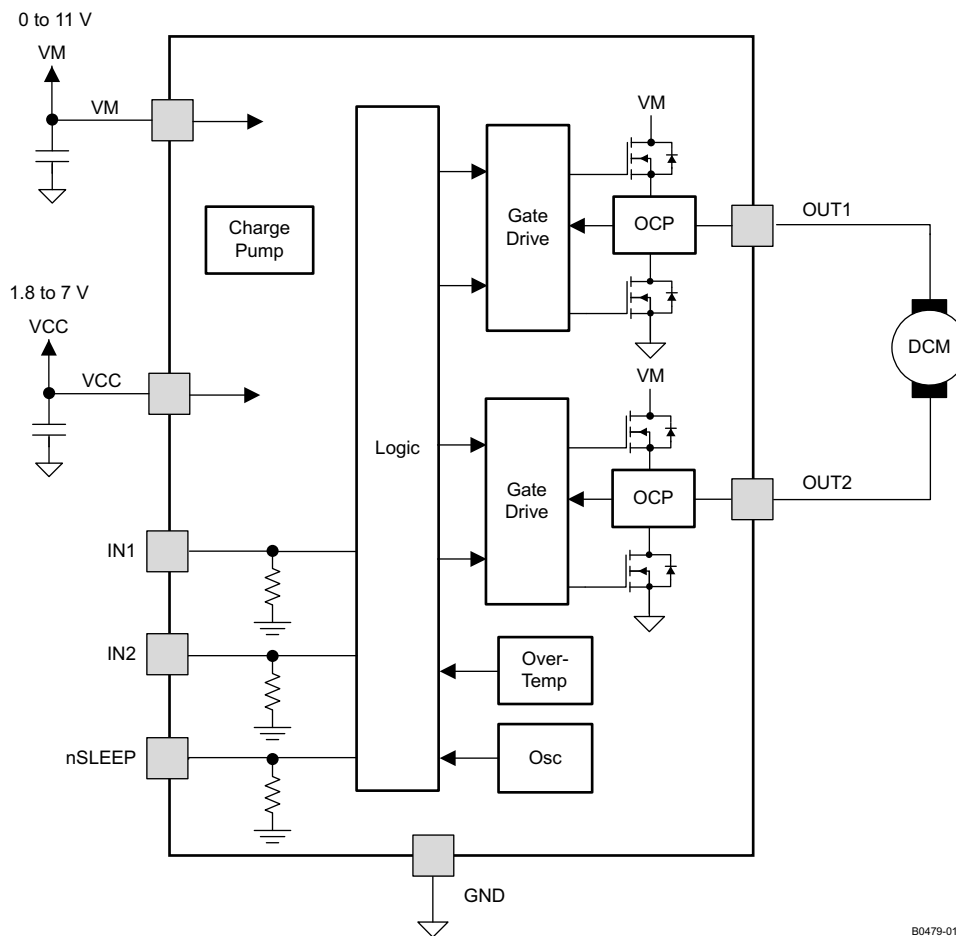 0 to 11 V
VM
VM
Charge
Pump
1.8 to 7 V
VCC
VCC
IN1
IN2
nSLEEP
Logic
Gate
Drive
VM
OCP
OUT1
DCM
Gate
Drive
VM
OCP
OUT2
Over-
Temp
Osc
GND
B0479-01